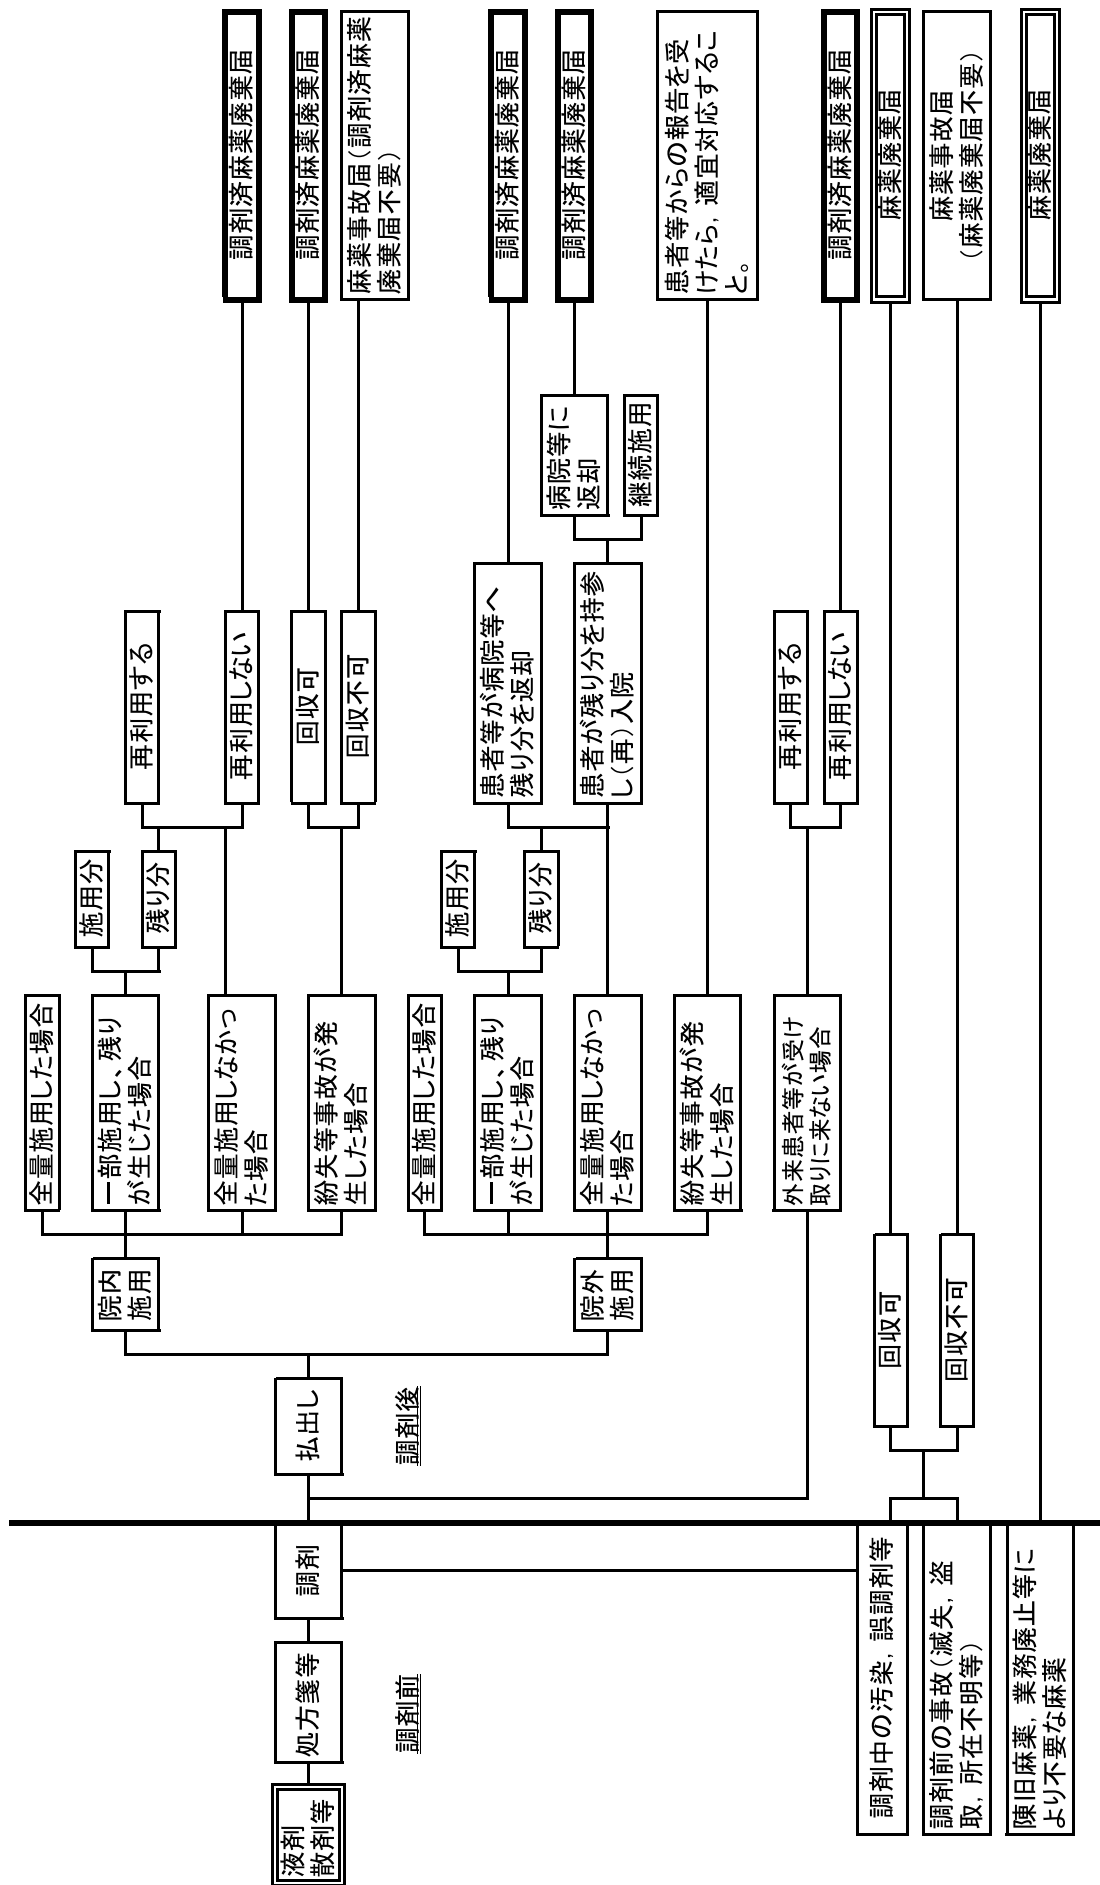 液剤
散剤等
処方箋等
調剤
払出し
調剤前
調剤後
院内
施用
全量施用した場合
一部施用し、残り
が生じた場合
施用分
残り分
再利用する
再利用しない
調剤済麻薬廃棄届
全量施用しなかっ
た場合
紛失等事故が発
生した場合
回収可
調剤済麻薬廃棄届
回収不可
麻薬事故届（調剤済麻薬
廃棄届不要）
院外
施用
全量施用した場合
一部施用し、残り
が生じた場合
施用分
残り分
患者等が病院等へ
残り分を返却
調剤済麻薬廃棄届
全量施用しなかっ
た場合
患者が残り分を持参
し（再）入院
病院等に
返却
調剤済麻薬廃棄届
継続施用
紛失等事故が発
生した場合
患者等からの報告を受
けたら，適宜対応するこ
と。
外来患者等が受け
取りに来ない場合
再利用する
再利用しない
調剤済麻薬廃棄届
調剤中の汚染，誤調剤等
回収可
麻薬廃棄届
調剤前の事故（滅失，盗
取，所在不明等）
回収不可
麻薬事故届
（麻薬廃棄届不要）
陳旧麻薬，業務廃止等に
より不要な麻薬
麻薬廃棄届